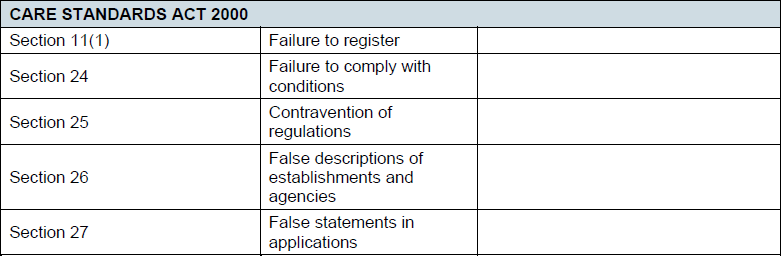 CARE STANDARDS ACT 2000
Section 11(1) Failure to register
Section 24 Failure to comply with
conditions
Section 25 Contravention of
regulations
Section 26 False descriptions of
establishments and
agencies
Section 27 False statements in
applications